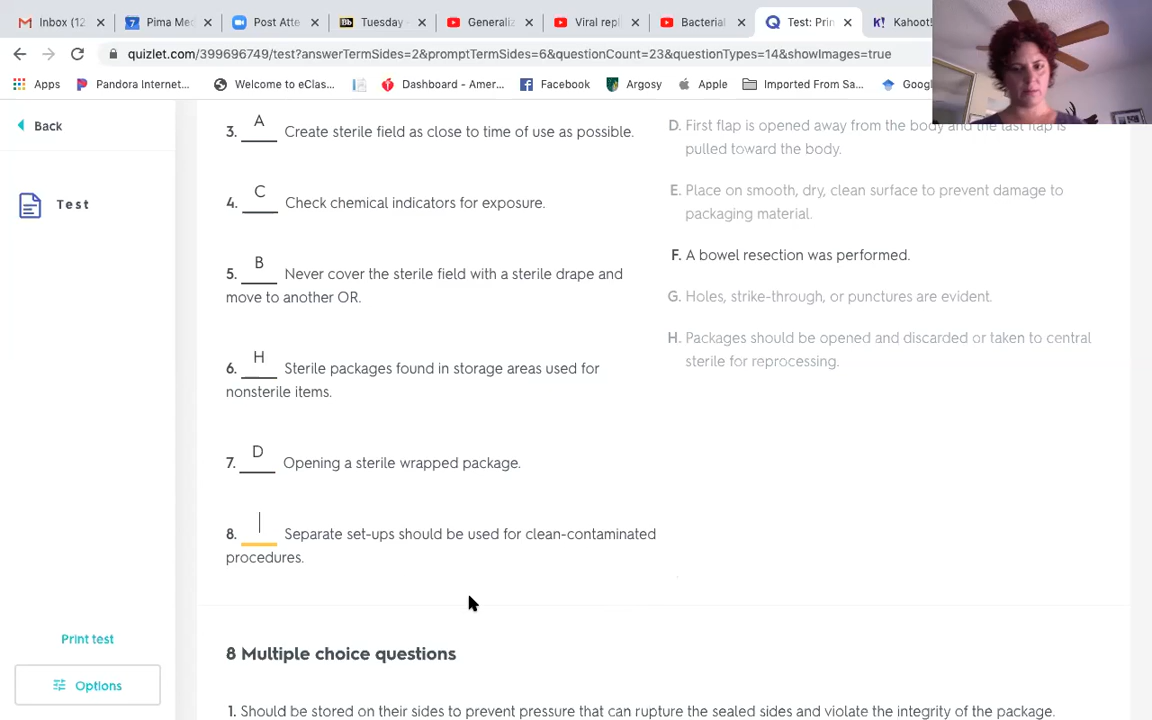 Inbox (12
Pima Med
Post Atte
Tuesday
Generaliz
Viral repl
Bacterial
Test: Prin
Kahoot!
quizlet.com/399696749/test?answerTermSides=2&promptTermSides=6&questionCount=23&questionTypes=14&showImages=true
Apps
Pandora Internet...
Welcome to eClas...
Dashboard - Amer...
Facebook
Argosy
Apple
Imported From Sa...
Goog
Back
Test
A
3. ____ Create sterile field as close to time of use as possible.
C
4. ____ Check chemical indicators for exposure.
B
5. ____ Never cover the sterile field with a sterile drape and
move to another OR.
H
6. ____ Sterile packages found in storage areas used for
nonsterile items.
D
7. ____ Opening a sterile wrapped package.
8. ____ Separate set-ups should be used for clean-contaminated
procedures.
D. First flap is opened away from the body and the last flap is
pulled toward the body.
E. Place on smooth, dry, clean surface to prevent damage to
packaging material.
F. A bowel resection was performed.
G. Holes, strike-through, or punctures are evident.
H. Packages should be opened and discarded or taken to central
sterile for reprocessing.
Print test
Options
8 Multiple choice questions
1. Should be stored on their sides to prevent pressure that can rupture the sealed sides and violate the integrity of the package.